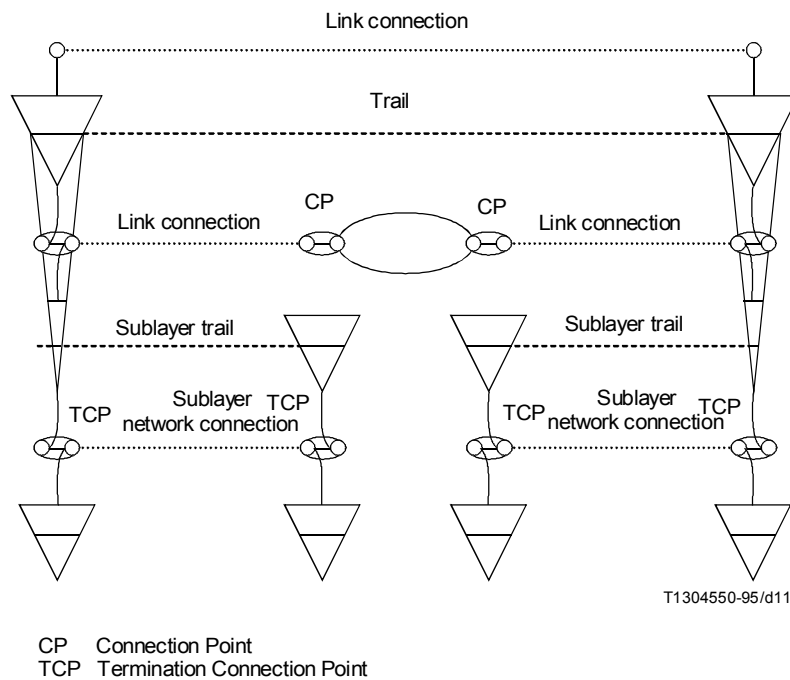 Link connection
Trail
CP
CP
Link connection
Link connection
Sublayer trail
Sublayer trail
TCP
Sublayer
network connection
TCP
TCP
Sublayer
network connection
TCP
T1304550-95/d11
CP Connection Point
TCP Termination Connection Point